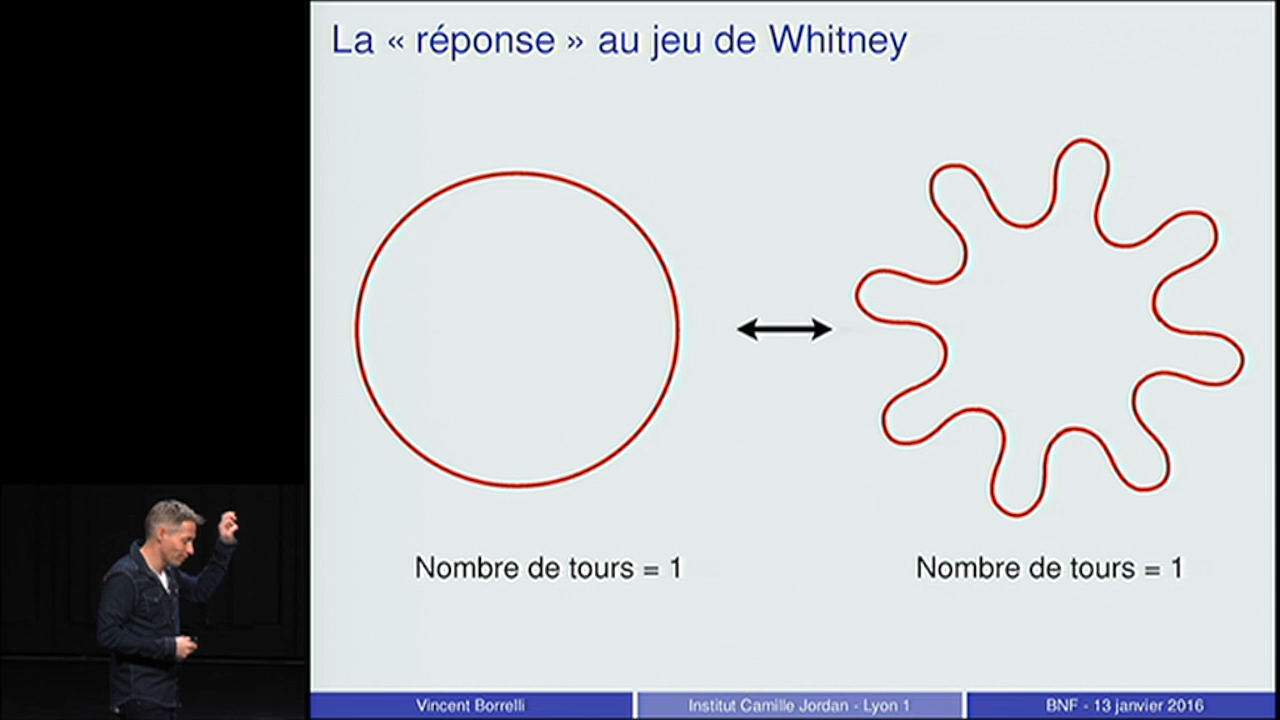 La « réponse » au jeu de Whitney
Nombre de tours = 1
Nombre de tours = 1
Vincent Borrelli
Institut Camille Jordan - Lyon 1
BNF - 13 janvier 2016